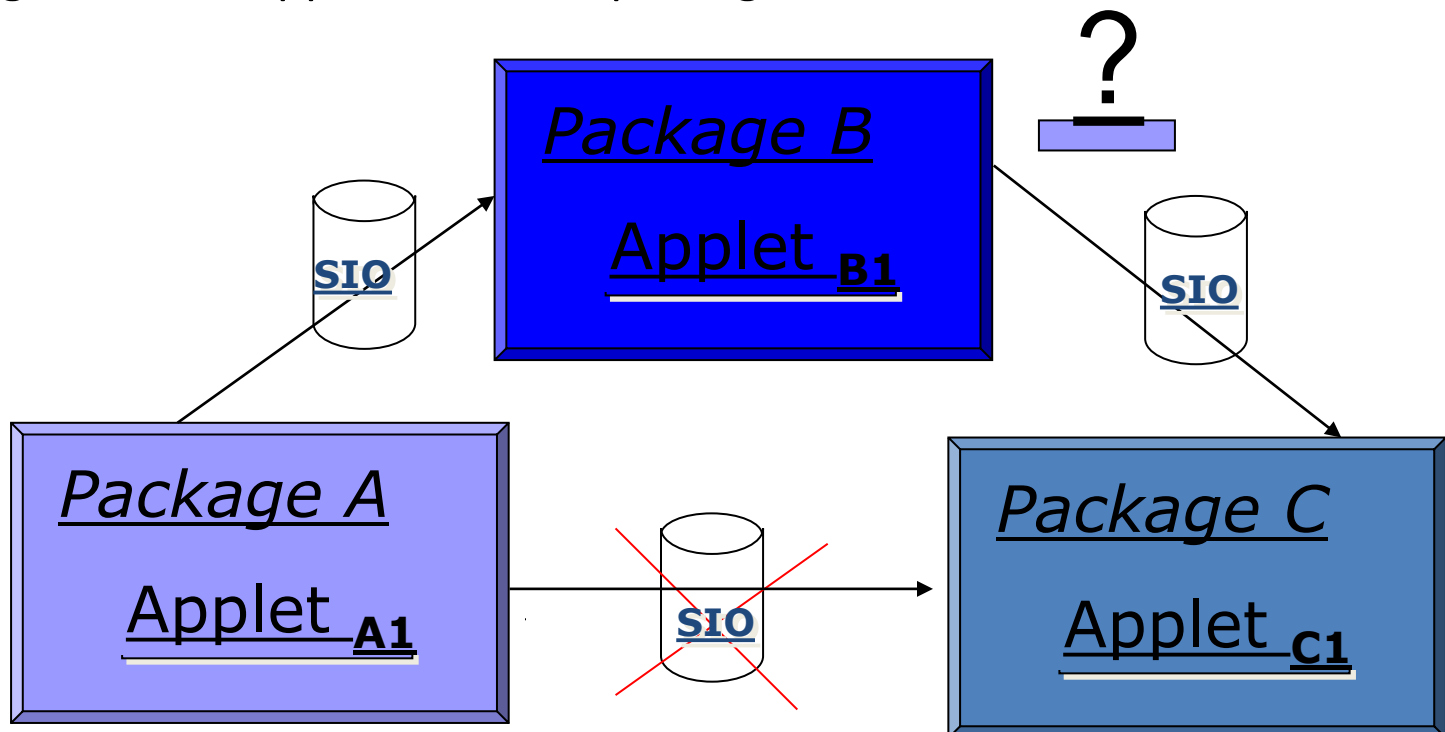 ?
Package B
Applet B1
SIO
SIO
Package A
Applet A1
SIO
Package C
Applet C1